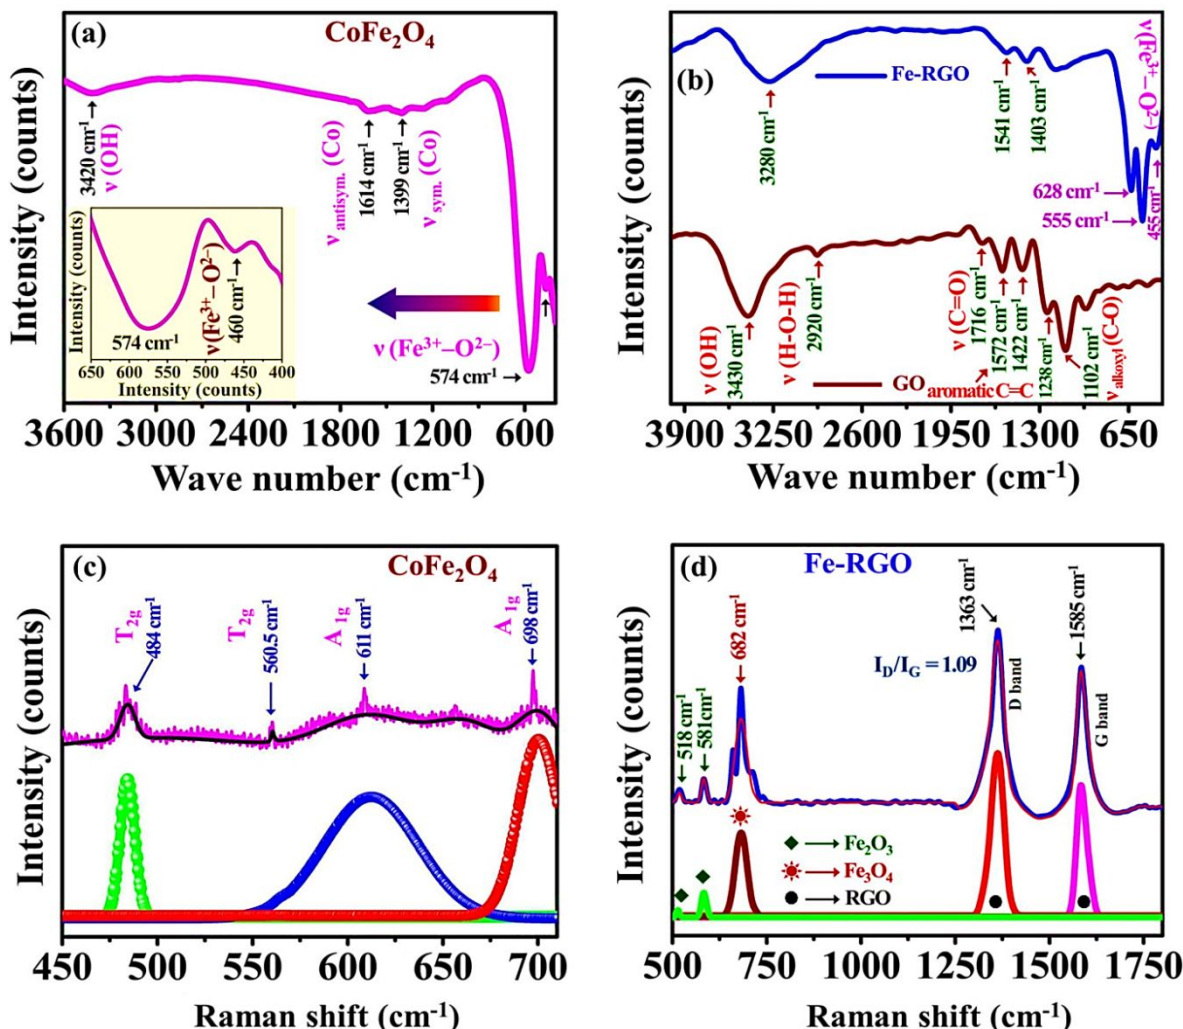 (a)
CoFe₂O₄
Intensity (counts)
3420 cm⁻¹
ν (OH)
ν antisym. (Co)
1614 cm⁻¹
1399 cm⁻¹
ν sym. (Co)
Intensity (counts)
574 cm⁻¹
ν(Fe³⁺–O²⁻)
460 cm⁻¹
650 600 550 500 450 400
Intensity (counts)
ν (Fe³⁺–O²⁻)
574 cm⁻¹
3600 3000 2400 1800 1200 600
Wave number (cm⁻¹)
(b)
Intensity (counts)
Fe-RGO
3280 cm⁻¹
1541 cm⁻¹
1403 cm⁻¹
ν(Fe³⁺–O²⁻)
628 cm⁻¹
555 cm⁻¹
455 cm⁻¹
ν (OH)
3430 cm⁻¹
ν (H-O-H)
2920 cm⁻¹
ν (C=O)
1716 cm⁻¹
1572 cm⁻¹
1422 cm⁻¹
1238 cm⁻¹
1102 cm⁻¹
ν alkoxyl (C-O)
GO
aromatic C=C
3900 3250 2600 1950 1300 650
Wave number (cm⁻¹)
(c)
CoFe₂O₄
Intensity (counts)
T₂g
484 cm⁻¹
T₂g
560.5 cm⁻¹
A₁g
611 cm⁻¹
A₁g
698 cm⁻¹
450 500 550 600 650 700
Raman shift (cm⁻¹)
(d)
Fe-RGO
Intensity (counts)
518 cm⁻¹
581 cm⁻¹
682 cm⁻¹
I_D/I_G = 1.09
1363 cm⁻¹
D band
1585 cm⁻¹
G band
Fe₂O₃
Fe₃O₄
RGO
500 750 1000 1250 1500 1750
Raman shift (cm⁻¹)